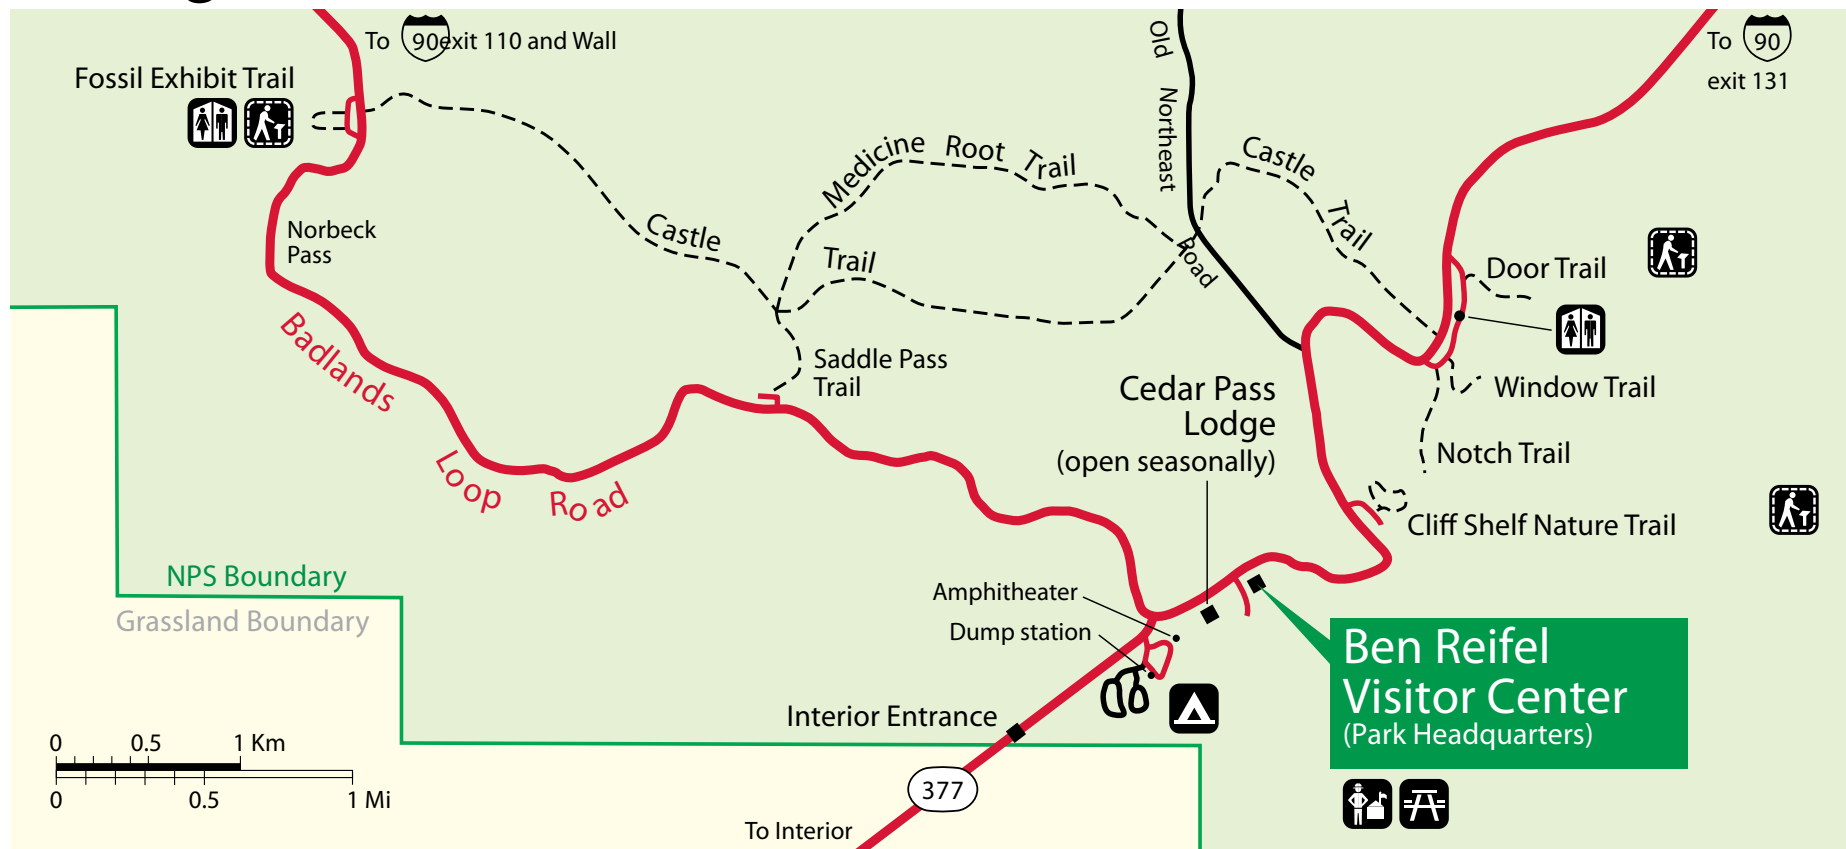 To 90 exit 110 and Wall
Fossil Exhibit Trail
Norbeck
Pass
Castle
Trail
Medicine Root Trail
Old Northeast Road
Castle Trail
To 90
exit 131
Door Trail
Window Trail
Notch Trail
Cliff Shelf Nature Trail
Saddle Pass
Trail
Cedar Pass
Lodge
(open seasonally)
Badlands Loop Road
NPS Boundary
Grassland Boundary
Amphitheater
Dump station
Interior Entrance
Ben Reifel
Visitor Center
(Park Headquarters)
0 0.5 1 Km
0 0.5 1 Mi
377
To Interior